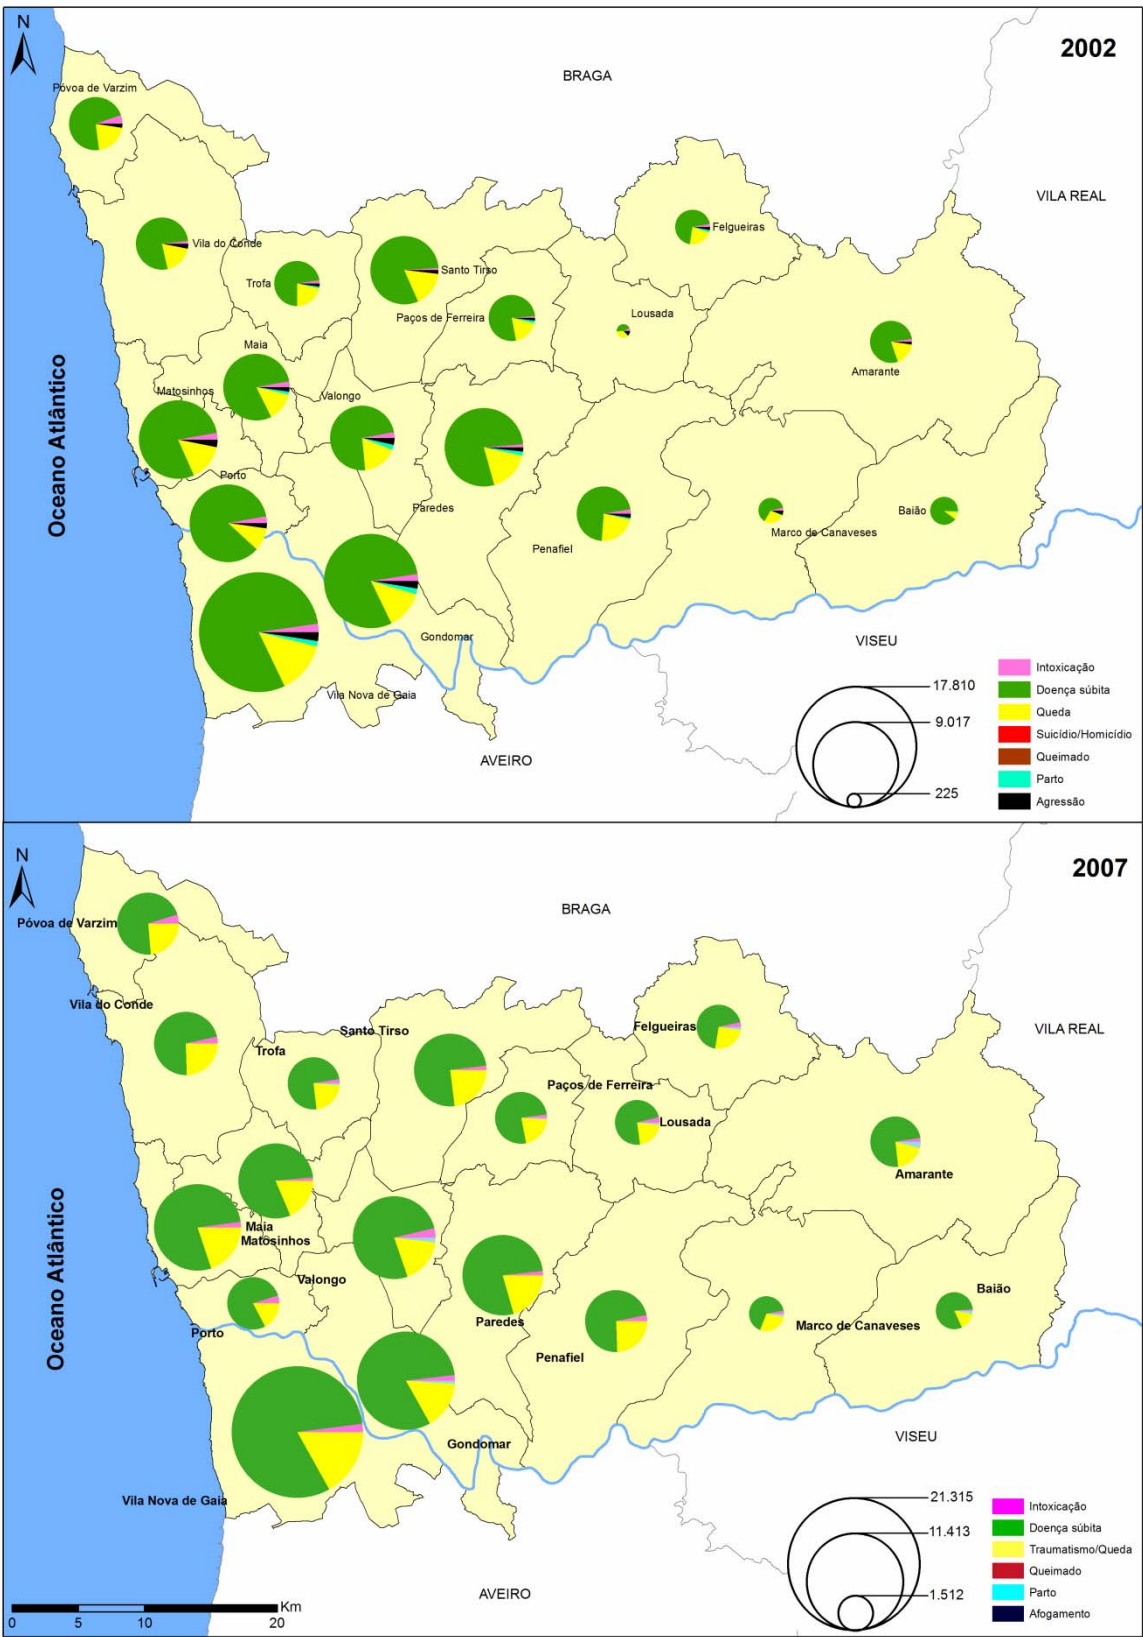 N
2002
BRAGA
Póvoa de Varzim
VILA REAL
Felgueiras
Vila do Conde
Santo Tirso
Trofa
Lousada
Paços de Ferreira
Maia
Amarante
Matosinhos
Valongo
Oceano Atlântico
Porto
Paredes
Baião
Marco de Canaveses
Penafiel
Gondomar
VISEU
Vila Nova de Gaia
AVEIRO
17.810
9.017
225
Intoxicação
Doença súbita
Queda
Suicídio/Homicídio
Queimado
Parto
Agressão
N
2007
BRAGA
Póvoa de Varzim
Vila do Conde
Santo Tirso
Felgueiras
VILA REAL
Trofa
Paços de Ferreira
Lousada
Amarante
Oceano Atlântico
Maia
Matosinhos
Valongo
Baião
Paredes
Marco de Canaveses
Porto
Penafiel
VISEU
Gondomar
Vila Nova de Gaia
AVEIRO
21.315
11.413
1.512
Intoxicação
Doença súbita
Traumatismo/Queda
Queimado
Parto
Afogamento
Km
0 5 10 20